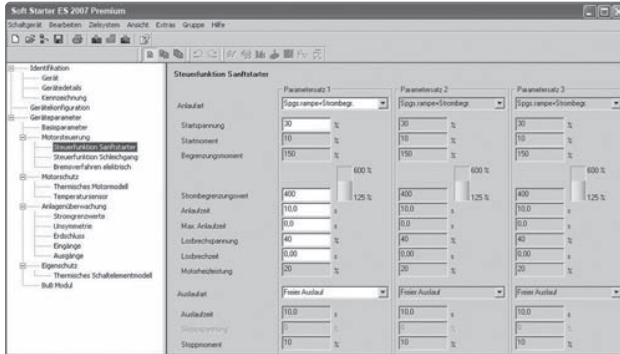 Soft Starter ES 2007 Premium
Schaltgerät Bearbeiten Zielsystem Ansicht Extras Gruppe Hilfe
Identifikation
Gerät
Gerätedetails
Kennzeichnung
Gerätekonfiguration
Geräteparameter
Basisparameter
Motorsteuerung
Steuerfunktion Sanftstarter
Steuerfunktion Schleichgang
Bremsverfahren elektrisch
Motorschutz
Thermisches Motormodell
Temperatursensor
Anlagenüberwachung
Stromgrenzwerte
Unsymmetrie
Erdschluss
Eingänge
Ausgänge
Eigenschutz
Thermisches Schaltelementmodell
BuB Modul
Steuerfunktion Sanftstarter
Parametersatz 1 Parametersatz 2 Parametersatz 3
Anlaufart Spgs.rampe+Strombegr. Spgs.rampe+Strombegr. Spgs.rampe+Strombegr.
Startspannung 30 % 30 % 30 %
Startmoment 10 % 10 % 10 %
Begrenzungsmoment 150 % 150 % 150 %
600 % 600 % 600 %
Strombegrenzungswert 400 125 % 400 125 % 400 125 %
Anlaufzeit 10,0 s 10,0 s 10,0 s
Max. Anlaufzeit 0,0 s 0,0 s 0,0 s
Losbrechspannung 40 % 40 % 40 %
Losbrechzeit 0,00 s 0,00 s 0,00 s
Motorheizleistung 20 % 20 % 20 %
Auslaufart Freier Auslauf Freier Auslauf Freier Auslauf
Auslaufzeit 10,0 s 10,0 s 10,0 s
Stoppmoment 10 % 10 % 10 %